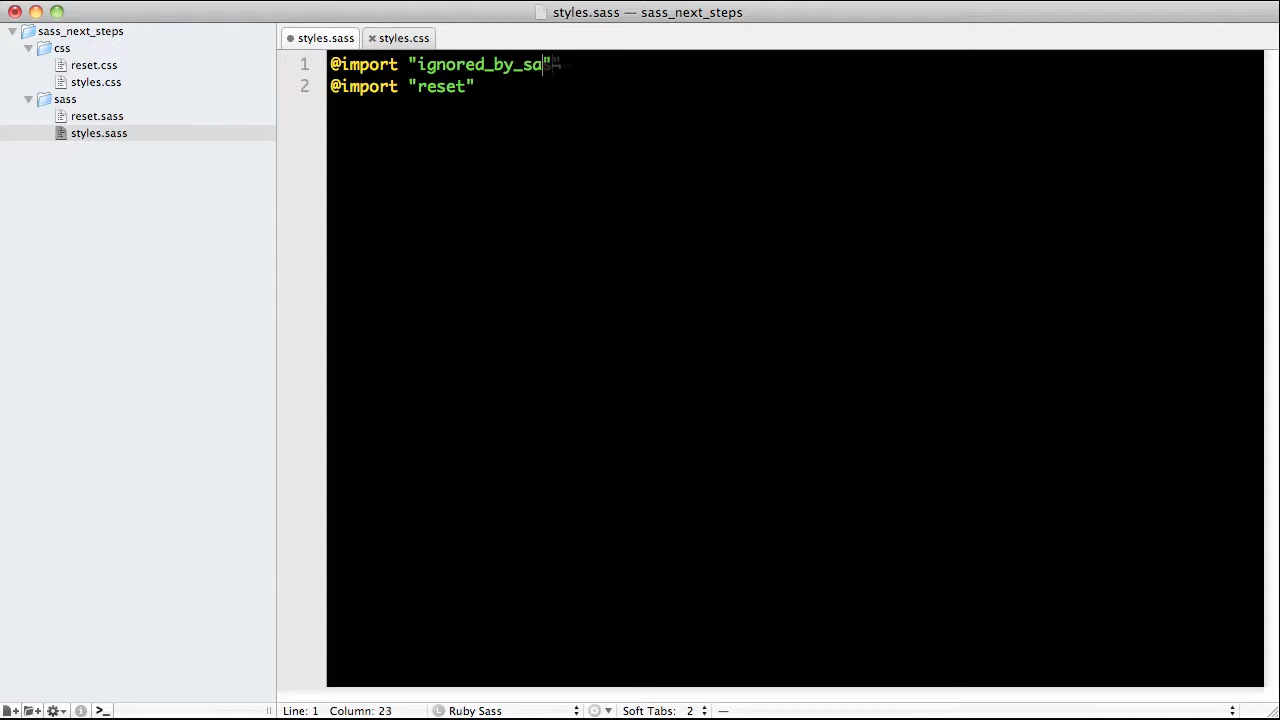 styles.sass — sass_next_steps
sass_next_steps
css
reset.css
styles.css
sass
reset.sass
styles.sass
styles.sass
styles.css
1 @import "ignored_by_sa"
2 @import "reset"
Line: 1 Column: 23
Ruby Sass
Soft Tabs: 2
—